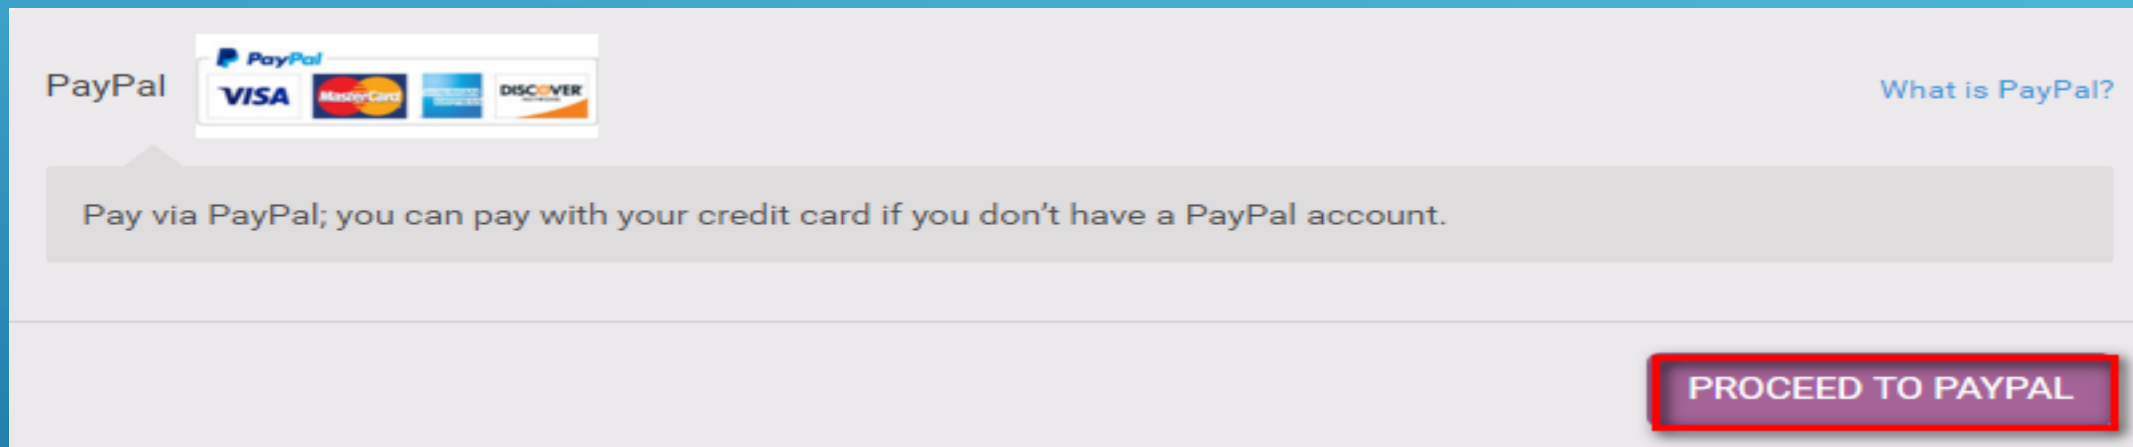 PayPal
PayPal
VISA MasterCard DISCOVER
What is PayPal?
Pay via PayPal; you can pay with your credit card if you don't have a PayPal account.
PROCEED TO PAYPAL